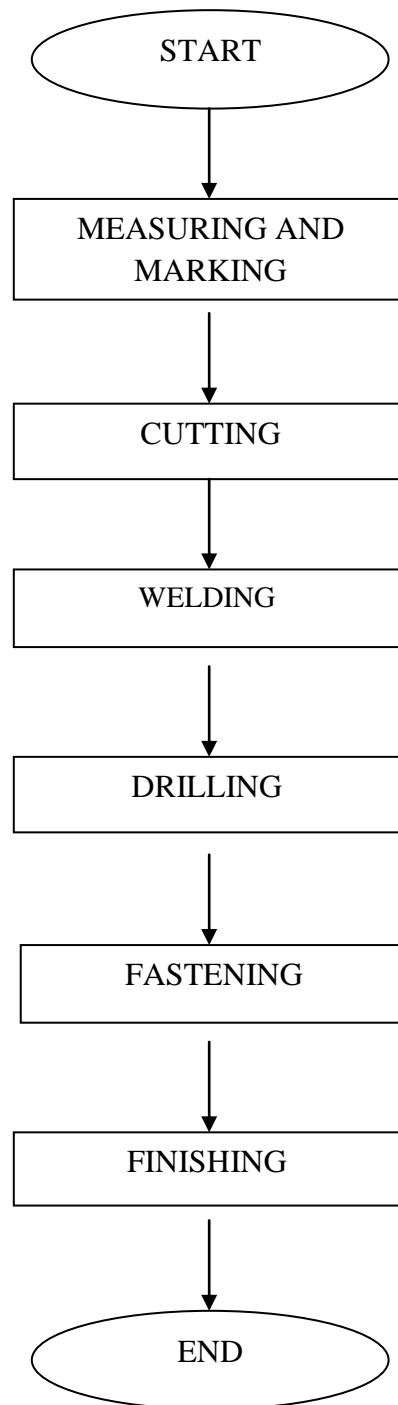 START
MEASURING AND
MARKING
CUTTING
WELDING
DRILLING
FASTENING
FINISHING
END